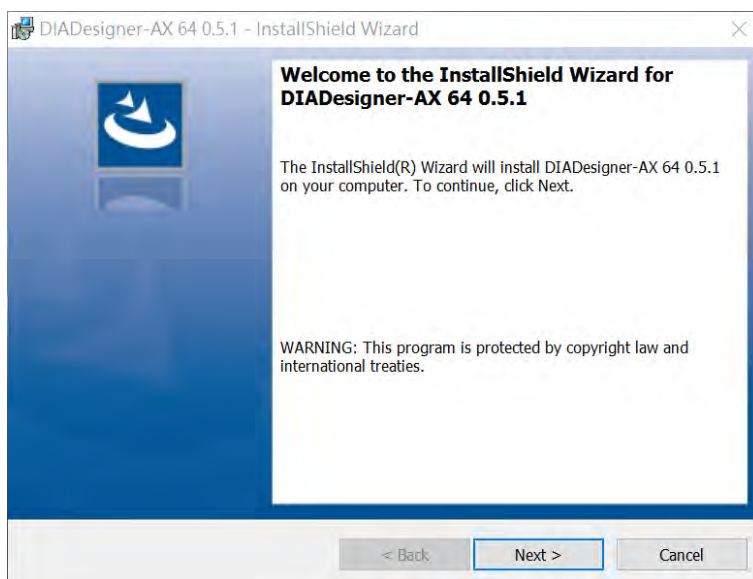 DIADesigner-AX 64 0.5.1 - InstallShield Wizard
Welcome to the InstallShield Wizard for
DIADesigner-AX 64 0.5.1
The InstallShield(R) Wizard will install DIADesigner-AX 64 0.5.1
on your computer. To continue, click Next.
WARNING: This program is protected by copyright law and
international treaties.
< Back
Next >
Cancel